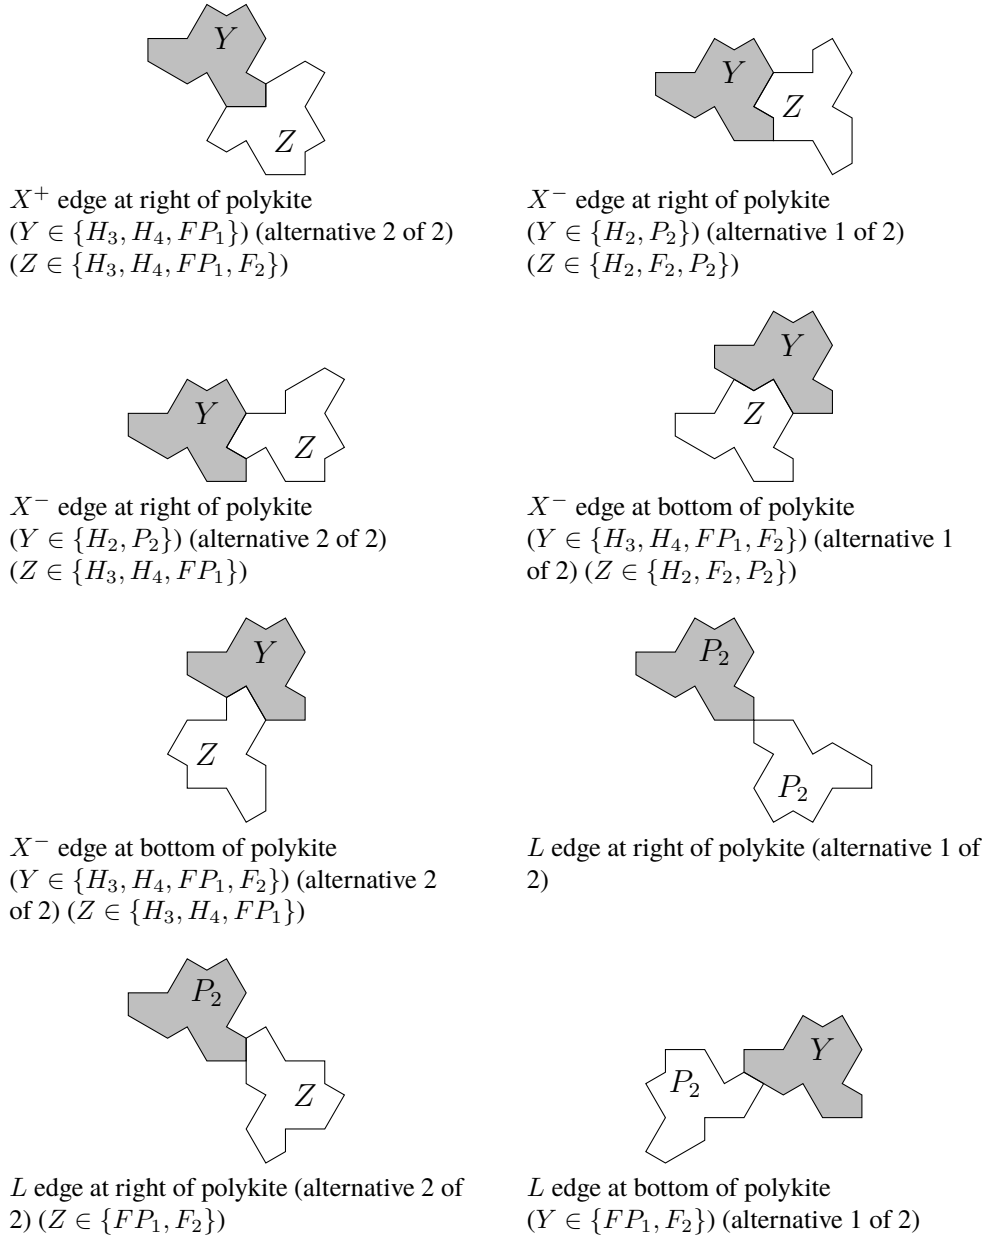 Y
Z
X⁺ edge at right of polykite
(Y ∈ {H₃, H₄, FP₁}) (alternative 2 of 2)
(Z ∈ {H₃, H₄, FP₁, F₂})
Y
Z
X⁻ edge at right of polykite
(Y ∈ {H₂, P₂}) (alternative 1 of 2)
(Z ∈ {H₂, F₂, P₂})
Y
Z
X⁻ edge at right of polykite
(Y ∈ {H₂, P₂}) (alternative 2 of 2)
(Z ∈ {H₃, H₄, FP₁})
Y
Z
X⁻ edge at bottom of polykite
(Y ∈ {H₃, H₄, FP₁, F₂}) (alternative 1
of 2) (Z ∈ {H₂, F₂, P₂})
Y
Z
X⁻ edge at bottom of polykite
(Y ∈ {H₃, H₄, FP₁, F₂}) (alternative 2
of 2) (Z ∈ {H₃, H₄, FP₁})
P₂
P₂
L edge at right of polykite (alternative 1 of
2)
P₂
Z
L edge at right of polykite (alternative 2 of
2) (Z ∈ {FP₁, F₂})
Y
P₂
L edge at bottom of polykite
(Y ∈ {FP₁, F₂}) (alternative 1 of 2)